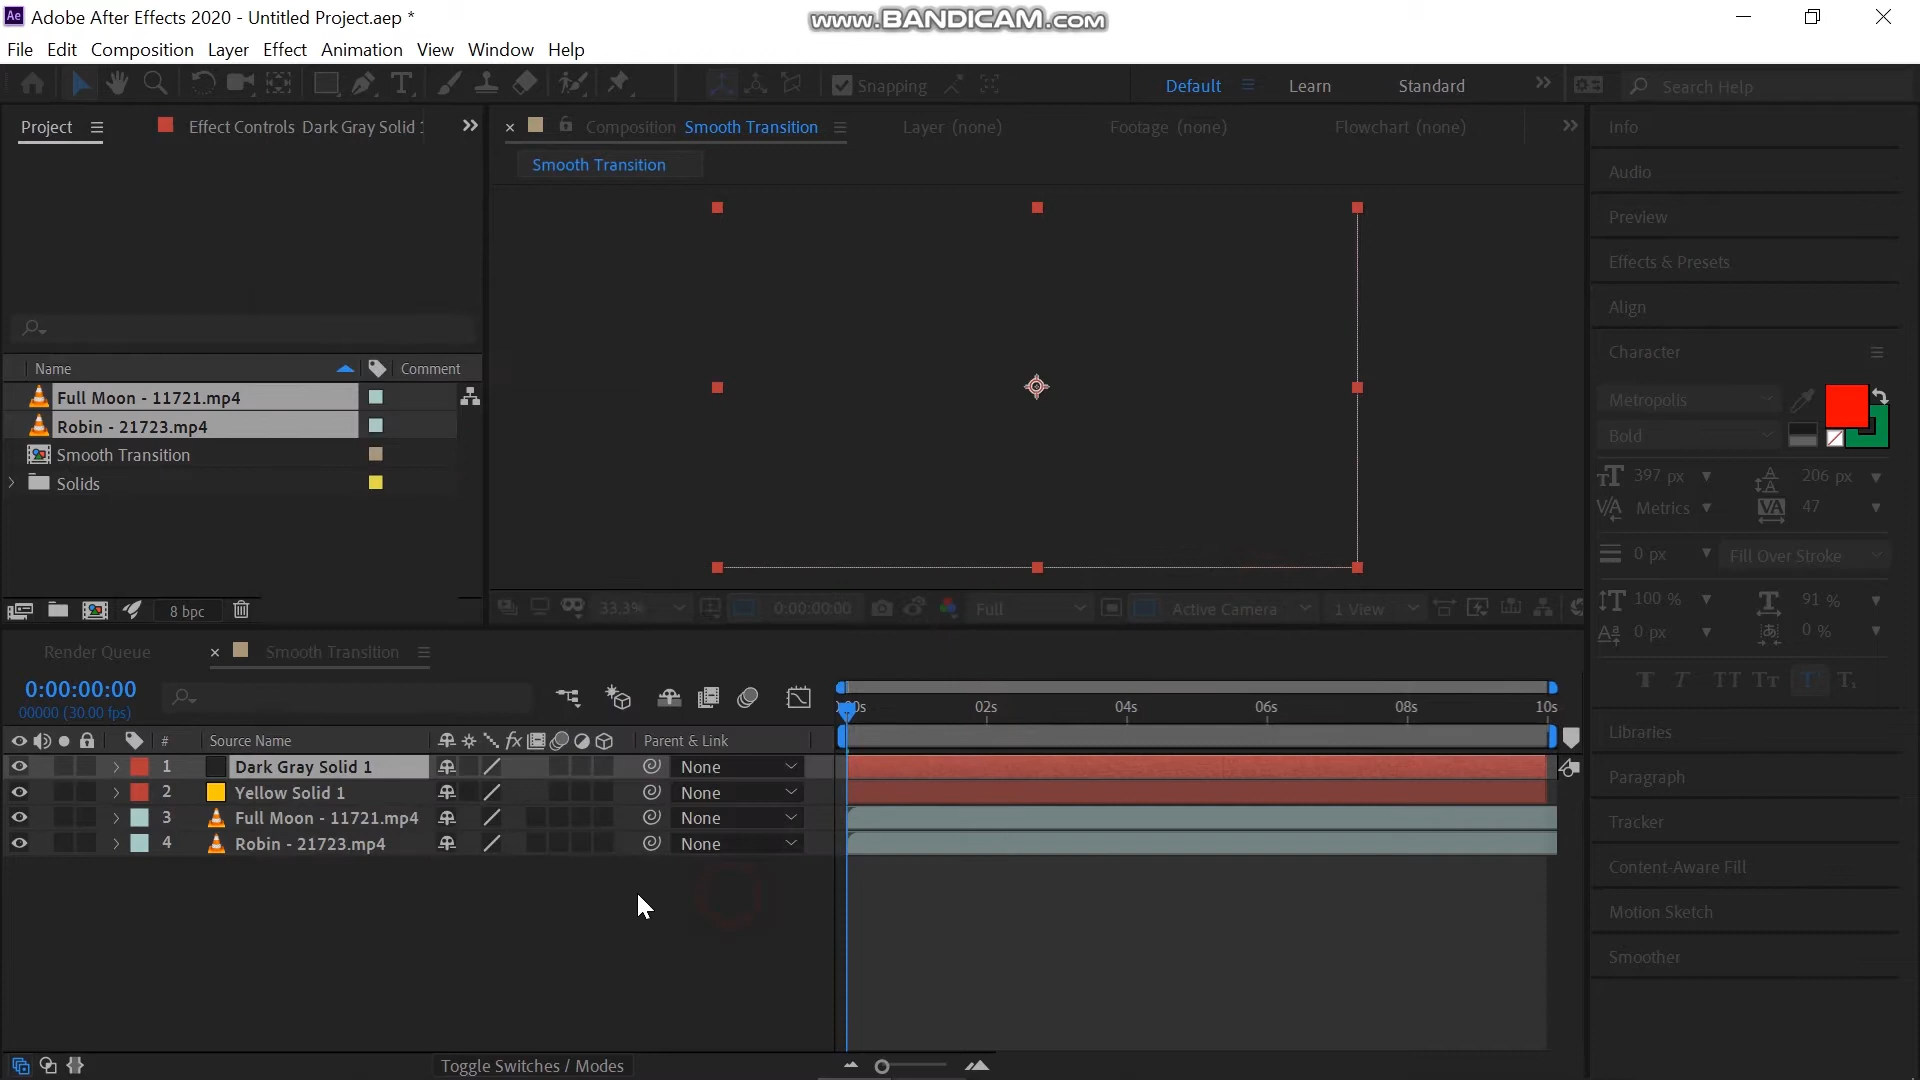 Adobe After Effects 2020 - Untitled Project.aep *
www.BANDICAM.com
File Edit Composition Layer Effect Animation View Window Help
Snapping
Default
Learn
Standard
Search Help
Project
Effect Controls Dark Gray Solid 1
Composition Smooth Transition
Layer (none)
Footage (none)
Flowchart (none)
Smooth Transition
Name
Comment
Full Moon - 11721.mp4
Robin - 21723.mp4
Smooth Transition
Solids
8 bpc
33.3%
0:00:00:00
Full
Active Camera
1 View
Info
Audio
Preview
Effects & Presets
Align
Character
Metropolis
Bold
397 px
206 px
Metrics
47
0 px
Fill Over Stroke
100 %
91 %
0 px
0 %
Libraries
Paragraph
Tracker
Content-Aware Fill
Motion Sketch
Smoother
Render Queue
Smooth Transition
0:00:00:00
00000 (30.00 fps)
02s
04s
06s
08s
10s
# Source Name
Parent & Link
1 Dark Gray Solid 1 None
2 Yellow Solid 1 None
3 Full Moon - 11721.mp4 None
4 Robin - 21723.mp4 None
Toggle Switches / Modes